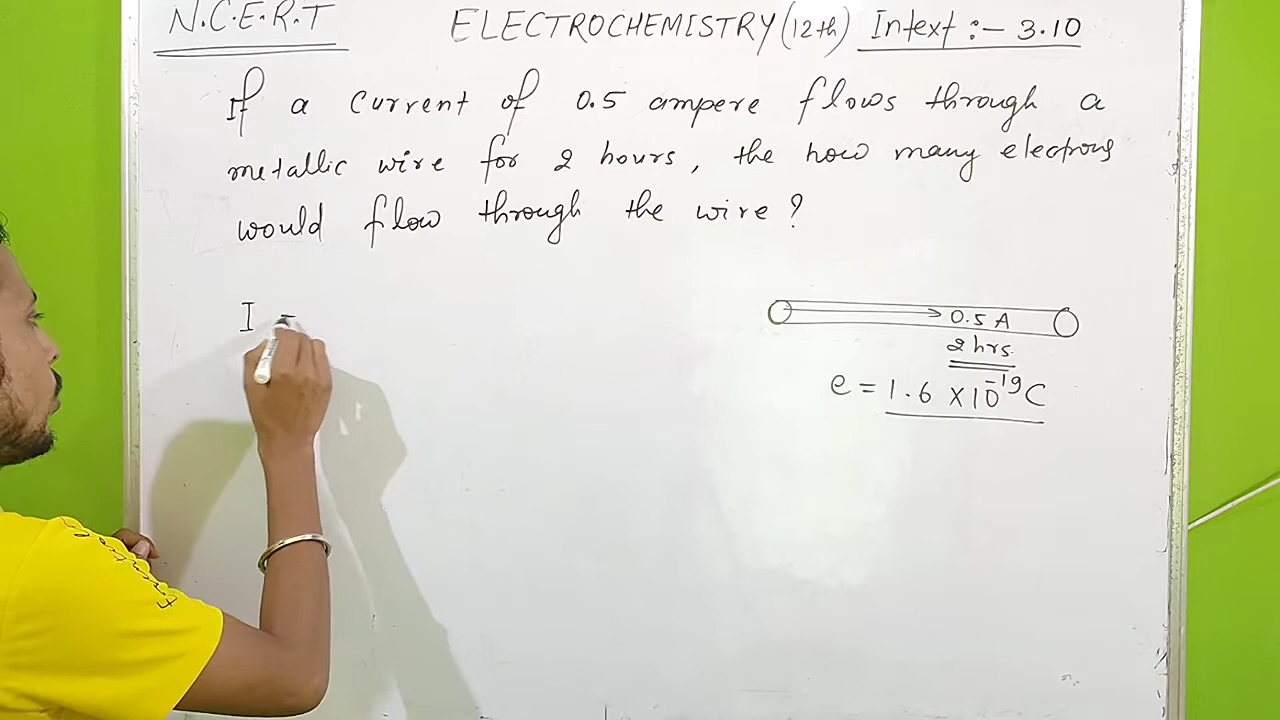 N.C.E.R.T ELECTROCHEMISTRY (12th) Intext :- 3.10
If a current of 0.5 ampere flows through a
metallic wire for 2 hours, the how many electrons
would flow through the wire?
I =
0.5 A
2 hrs.
e = 1.6 × 10⁻¹⁹ C